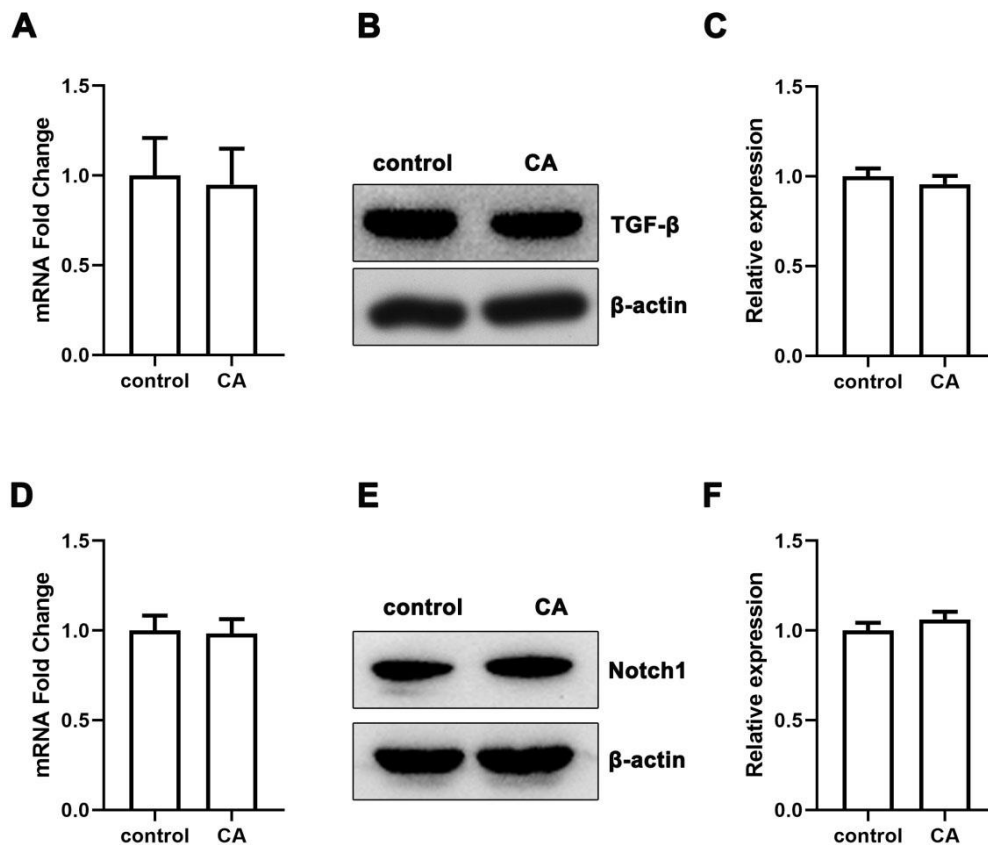 A
mRNA Fold Change
1.5
1.0
0.5
0.0
control CA
B
control CA
TGF-β
β-actin
C
Relative expression
1.5
1.0
0.5
0.0
control CA
D
mRNA Fold Change
1.5
1.0
0.5
0.0
control CA
E
control CA
Notch1
β-actin
F
Relative expression
1.5
1.0
0.5
0.0
control CA